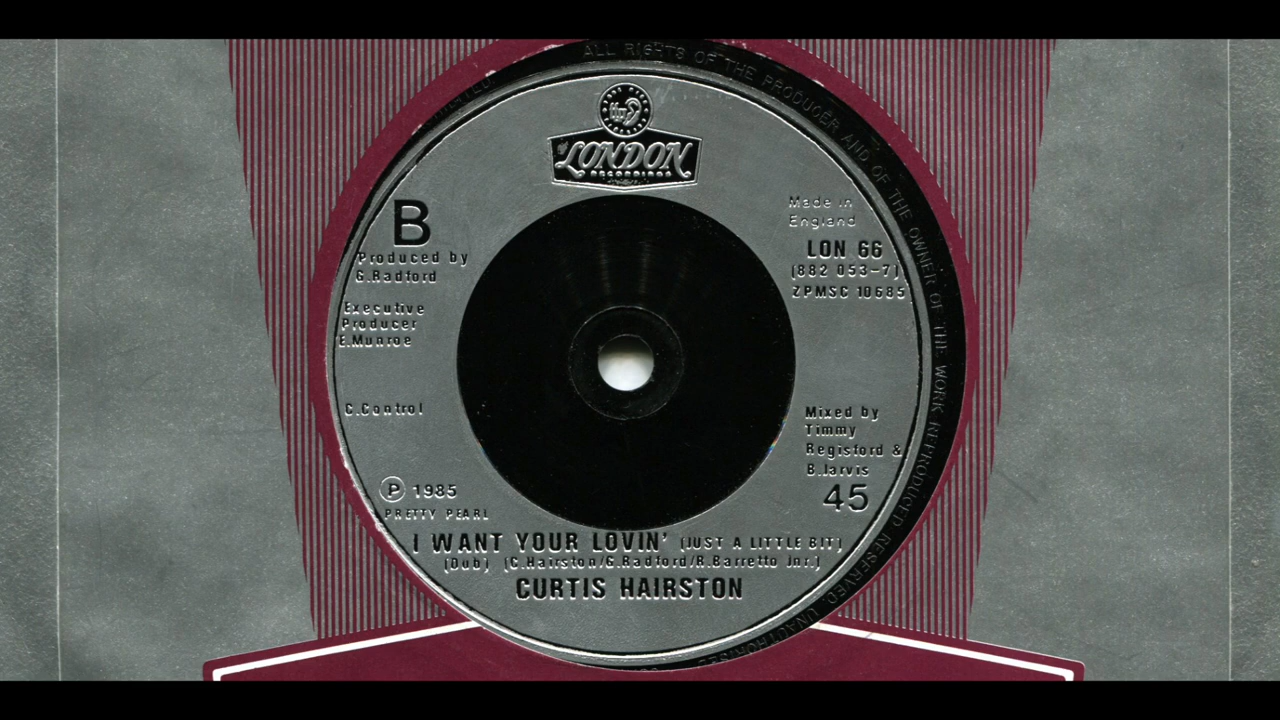 ALL RIGHTS OF THE PRODUCER AND OF THE OWNER OF THE WORK REPRODUCED RESERVED. UNAUTHORISED
LONDON
RECORDINGS
B
Produced by
G.Radford
Executive
Producer
E.Munroe
C.Control
Ⓟ 1985
PRETTY PEARL
Made in
England
LON 66
(882 053-7)
ZPMSC 10685
Mixed by
Timmy
Regisford &
B.Jarvis
45
I WANT YOUR LOVIN' (JUST A LITTLE BIT)
(Dub) (C.Hairston/G.Radford/R.Barretto Jnr.)
CURTIS HAIRSTON